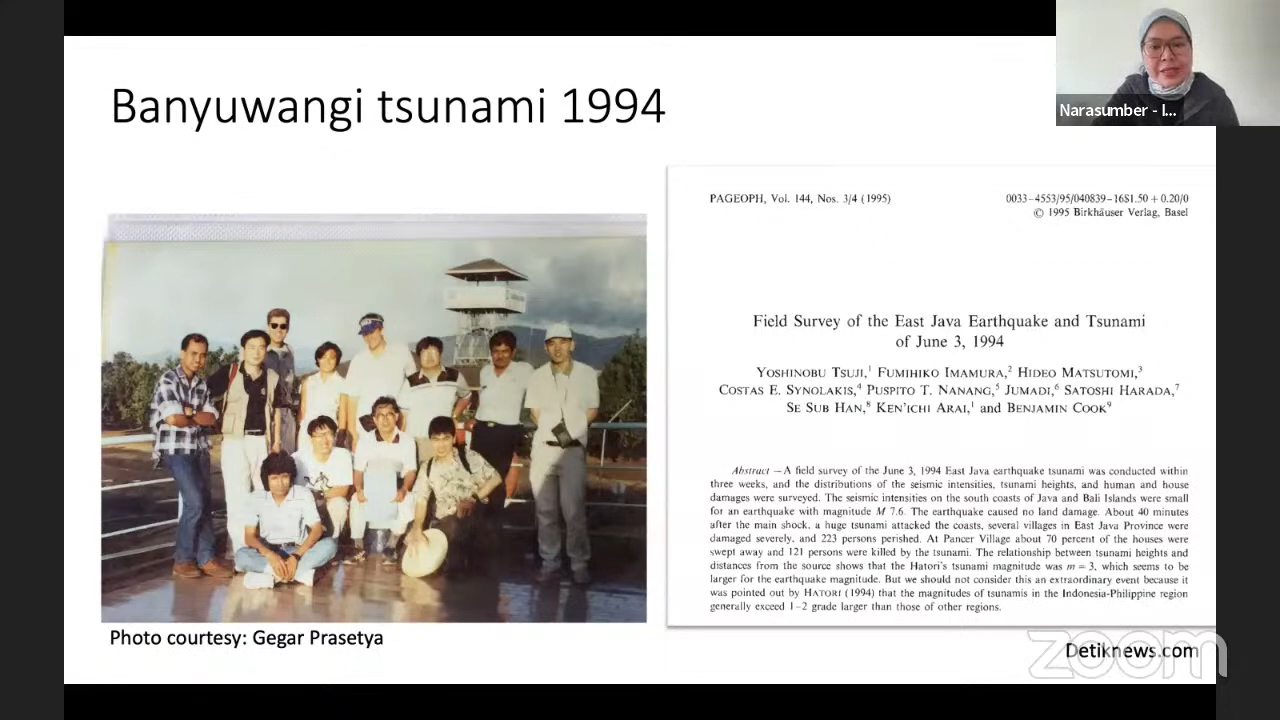 Banyuwangi tsunami 1994
Narasumber - I...
PAGEOPH, Vol. 144, Nos. 3/4 (1995)
0033–4553/95/040839–16$1.50 + 0.20/0
© 1995 Birkhäuser Verlag, Basel
Field Survey of the East Java Earthquake and Tsunami
of June 3, 1994
YOSHINOBU TSUJI,¹ FUMIHIKO IMAMURA,² HIDEO MATSUTOMI,³
COSTAS E. SYNOLAKIS,⁴ PUSPITO T. NANANG,⁵ JUMADI,⁶ SATOSHI HARADA,⁷
SE SUB HAN,⁸ KEN'ICHI ARAI,¹ and BENJAMIN COOK⁹
Abstract —A field survey of the June 3, 1994 East Java earthquake tsunami was conducted within
three weeks, and the distributions of the seismic intensities, tsunami heights, and human and house
damages were surveyed. The seismic intensities on the south coasts of Java and Bali Islands were small
for an earthquake with magnitude M 7.6. The earthquake caused no land damage. About 40 minutes
after the main shock, a huge tsunami attacked the coasts, several villages in East Java Province were
damaged severely, and 223 persons perished. At Pancer Village about 70 percent of the houses were
swept away and 121 persons were killed by the tsunami. The relationship between tsunami heights and
distances from the source shows that the Hatori's tsunami magnitude was m = 3, which seems to be
larger for the earthquake magnitude. But we should not consider this an extraordinary event because it
was pointed out by HATORI (1994) that the magnitudes of tsunamis in the Indonesia-Philippine region
generally exceed 1–2 grade larger than those of other regions.
Photo courtesy: Gegar Prasetya
Detiknews.com
zoom